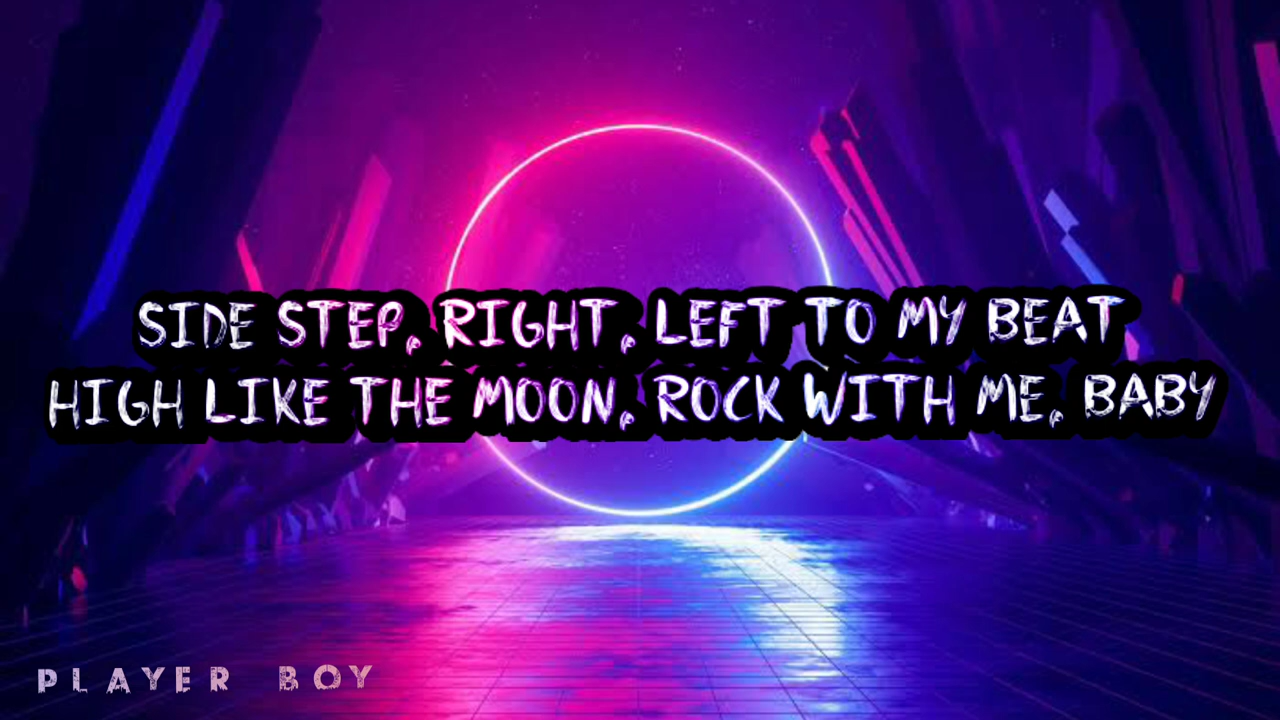 SIDE STEP, RIGHT, LEFT TO MY BEAT
HIGH LIKE THE MOON, ROCK WITH ME, BABY
PLAYER BOY